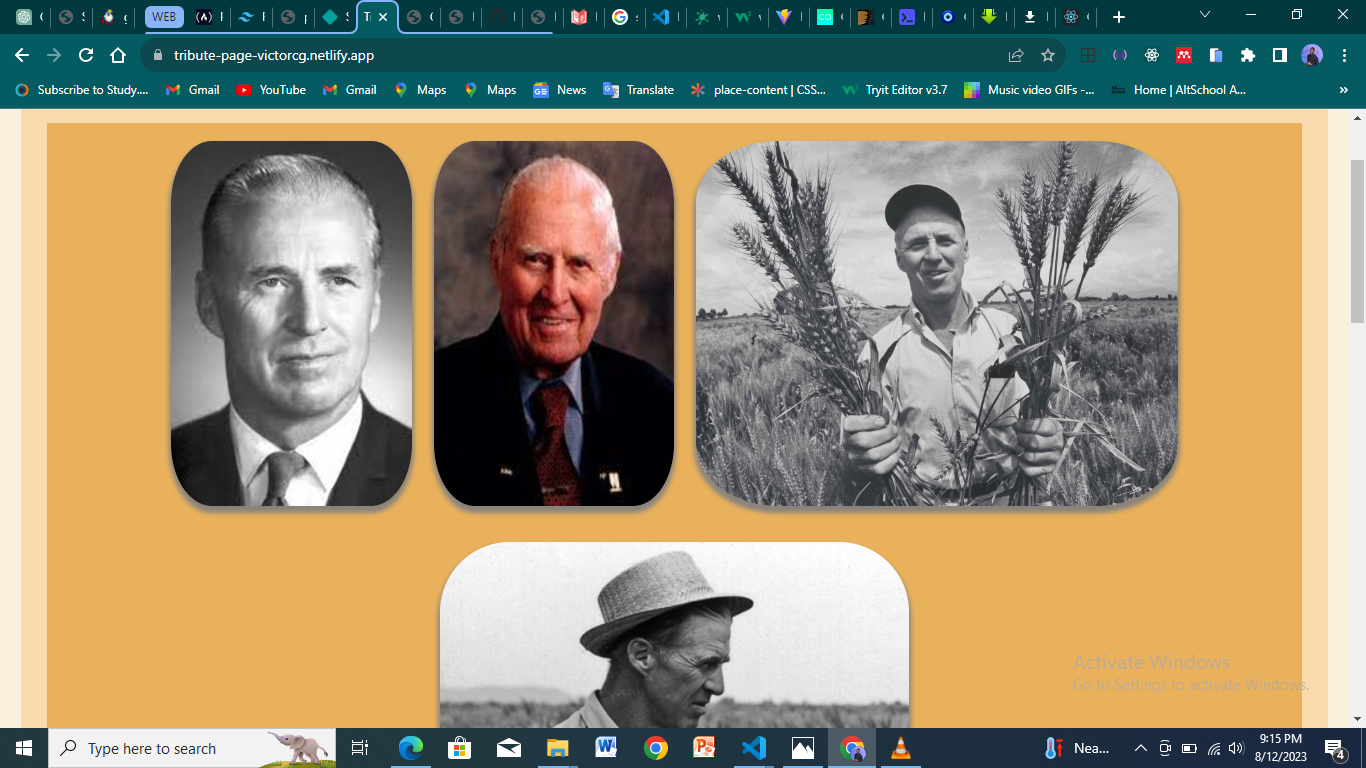 WEB
tribute-page-victorcg.netlify.app
Subscribe to Study....
Gmail
YouTube
Gmail
Maps
Maps
News
Translate
place-content | CSS...
Tryit Editor v3.7
Music video GIFs -...
Home | AltSchool A...
»
Activate Windows
Go to Settings to activate Windows.
Type here to search
Nea...
9:15 PM
8/12/2023
4